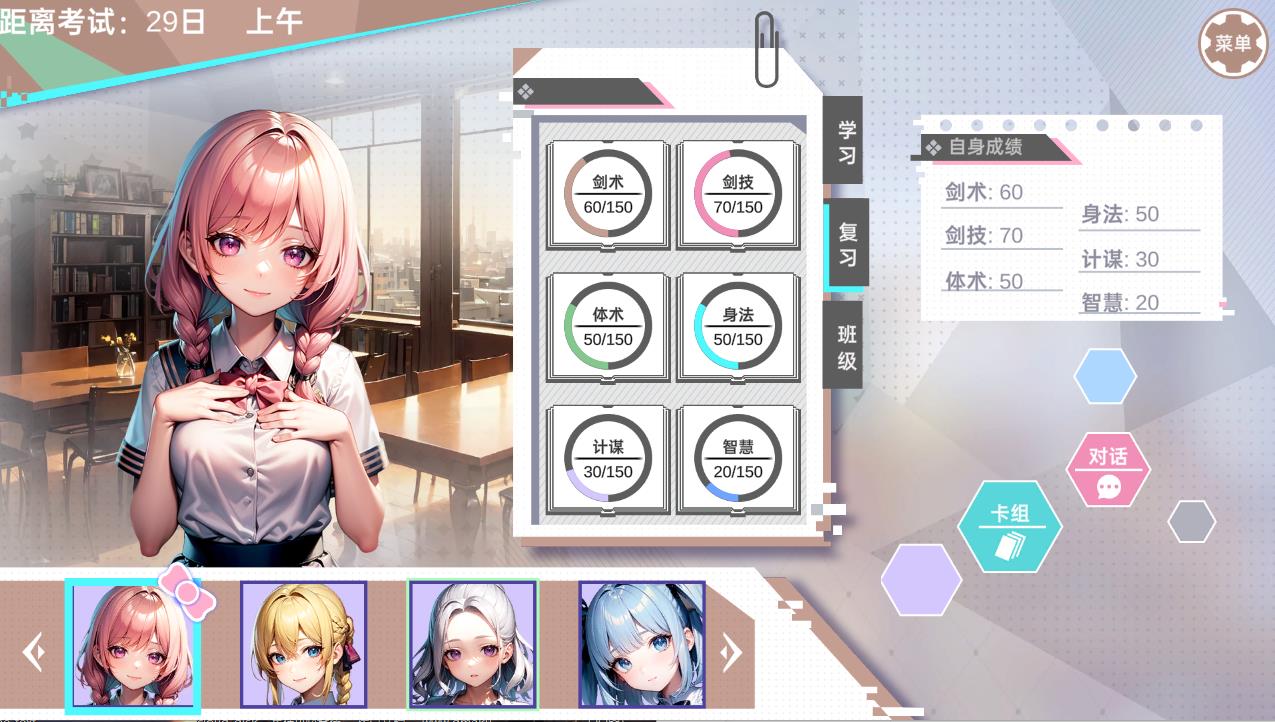 距离考试：29日 上午
菜单
学习
复习
班级
剑术
60/150
剑技
70/150
体术
50/150
身法
50/150
计谋
30/150
智慧
20/150
自身成绩
剑术: 60
身法: 50
剑技: 70
计谋: 30
体术: 50
智慧: 20
对话
卡组